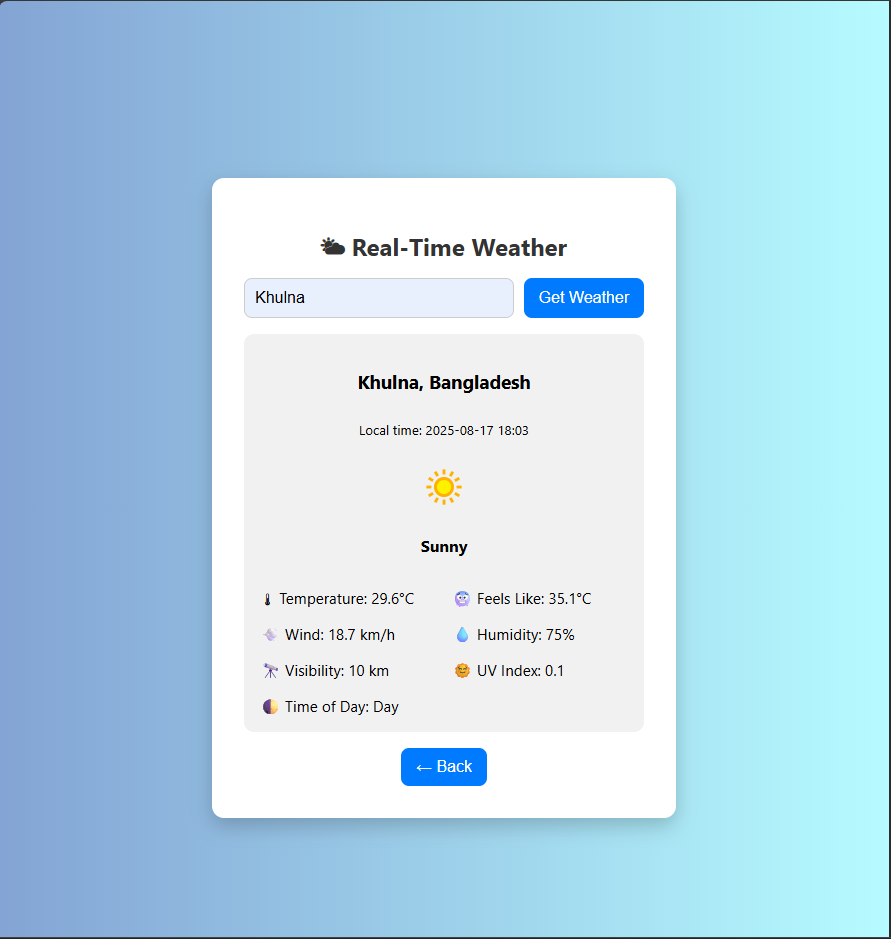 🌥 Real-Time Weather
Khulna
Get Weather
Khulna, Bangladesh
Local time: 2025-08-17 18:03
Sunny
🌡 Temperature: 29.6°C
🥶 Feels Like: 35.1°C
💨 Wind: 18.7 km/h
💧 Humidity: 75%
🔭 Visibility: 10 km
🌞 UV Index: 0.1
🌓 Time of Day: Day
← Back